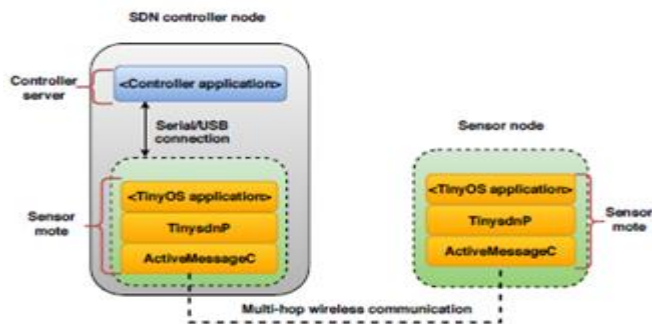 SDN controller node
Controller
server
<Controller application>
Serial/USB
connection
Sensor node
Sensor
mote
<TinyOS application>
TinysdnP
ActiveMessageC
<TinyOS application>
TinysdnP
ActiveMessageC
Sensor
mote
Multi-hop wireless communication